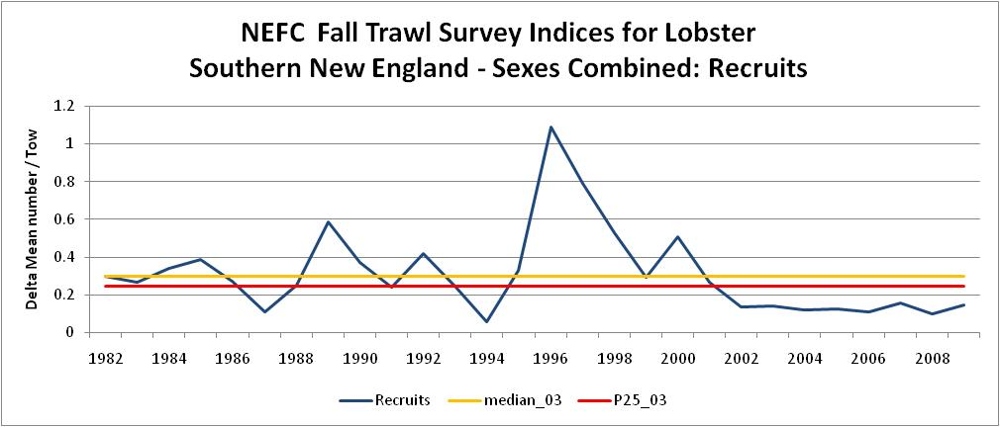 NEFC Fall Trawl Survey Indices for Lobster
Southern New England - Sexes Combined: Recruits
Delta Mean number / Tow
1.2
1
0.8
0.6
0.4
0.2
0
1982 1984 1986 1988 1990 1992 1994 1996 1998 2000 2002 2004 2006 2008
Recruits median_03 P25_03